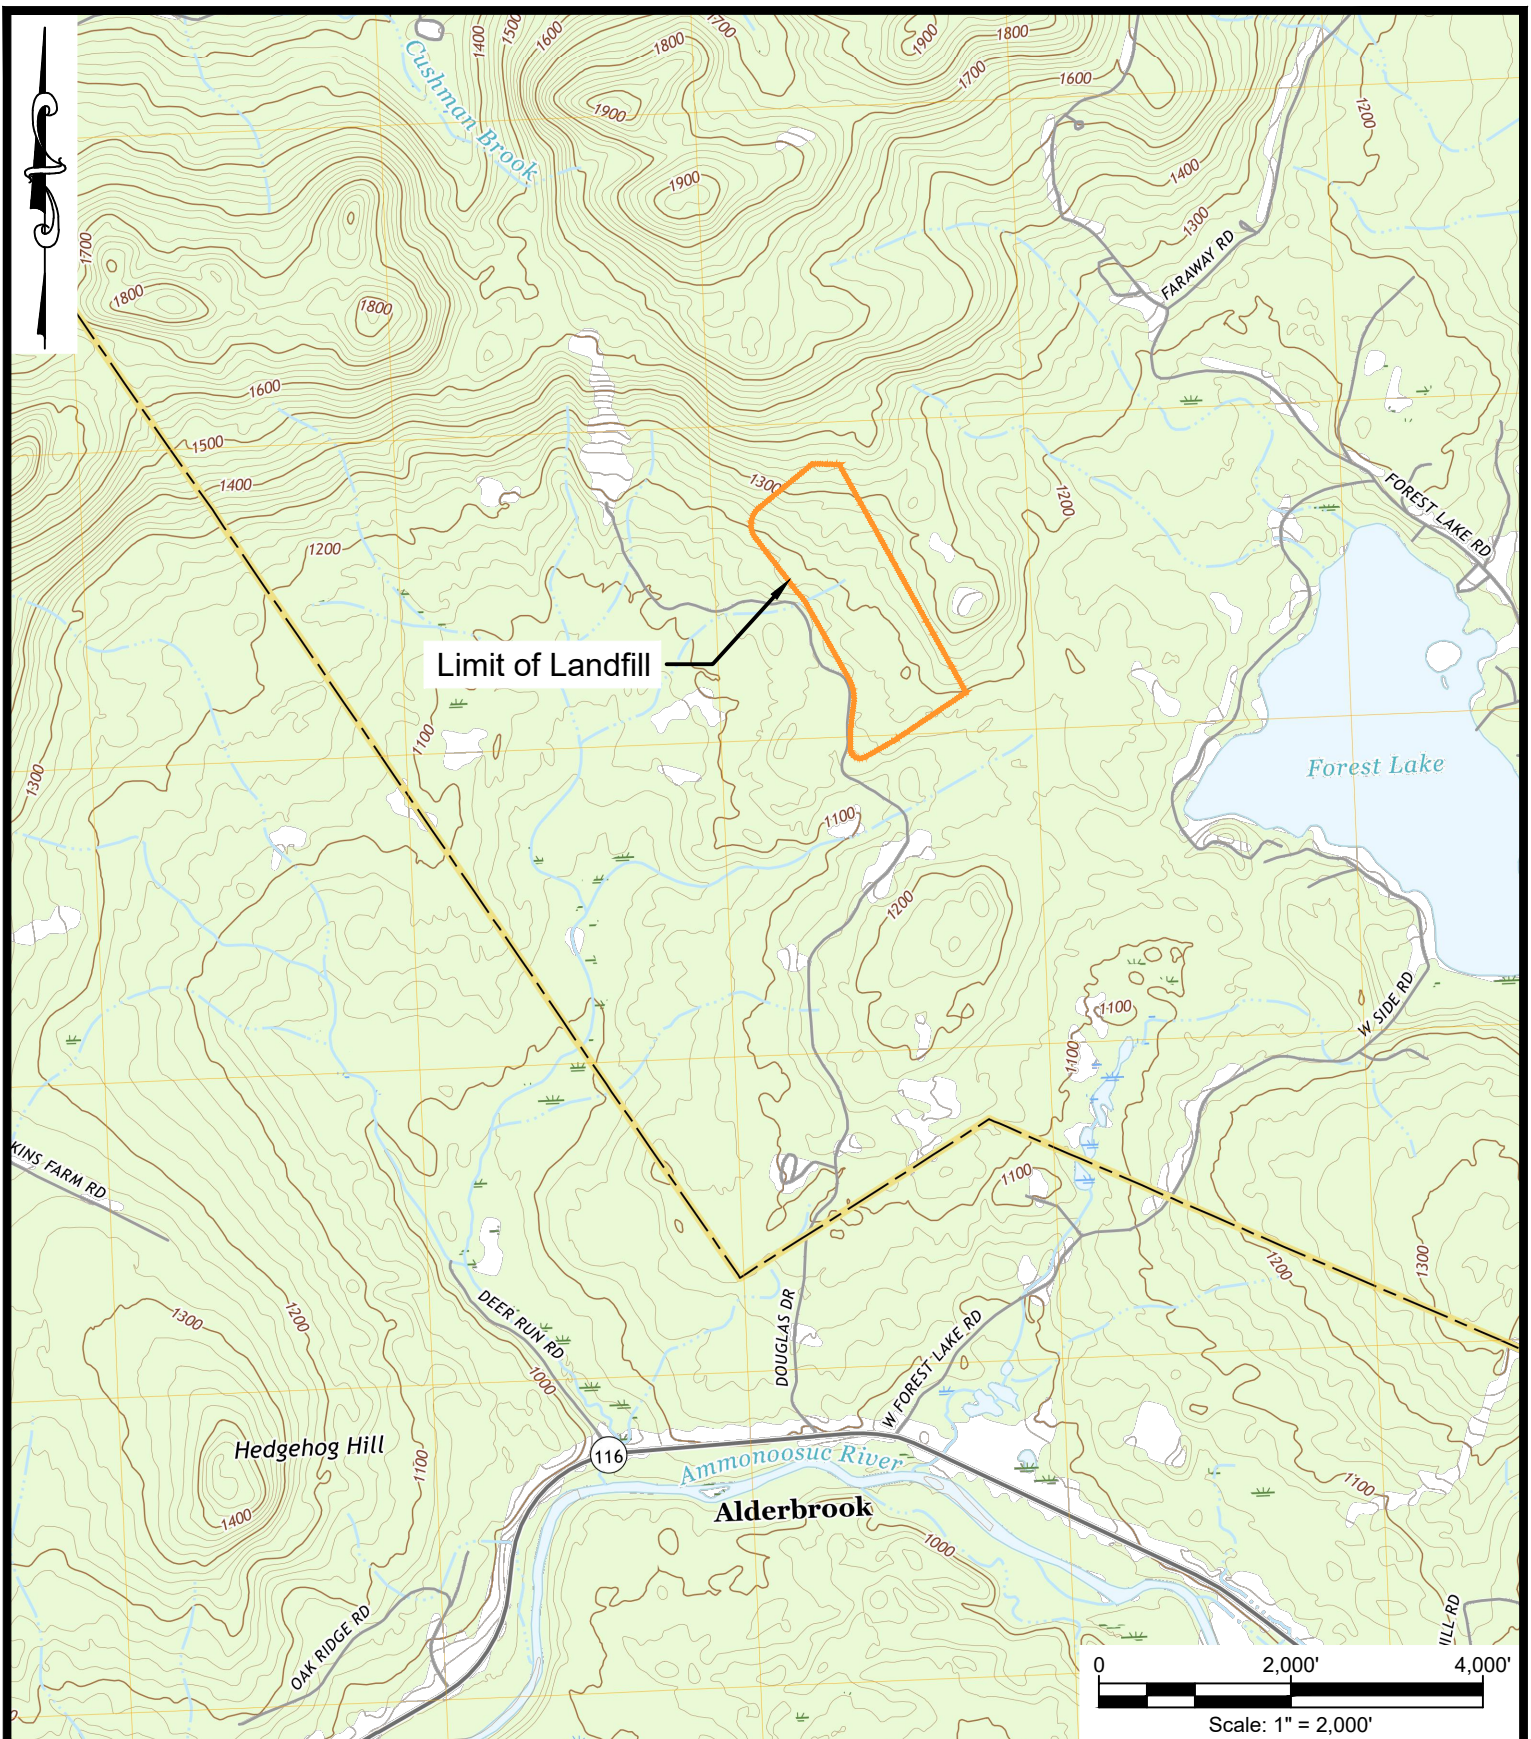 1400
1500
1600
1800
1700
1900
1800
1700
1600
1200
Cushman Brook
1900
1900
1400
1300
FARAWAY RD
1700
1800
1800
1600
1500
1400
1300
1200
1200
FOREST LAKE RD
Limit of Landfill
1100
1300
Forest Lake
1100
1200
1100
1100
W SIDE RD
KINS FARM RD
1100
1200
1300
1300
1200
DEER RUN RD
1000
DOUGLAS DR
W FOREST LAKE RD
Hedgehog Hill
1100
1400
116
Ammonoosuc River
Alderbrook
1000
1100
OAK RIDGE RD
ILL RD
0 2,000' 4,000'
Scale: 1" = 2,000'